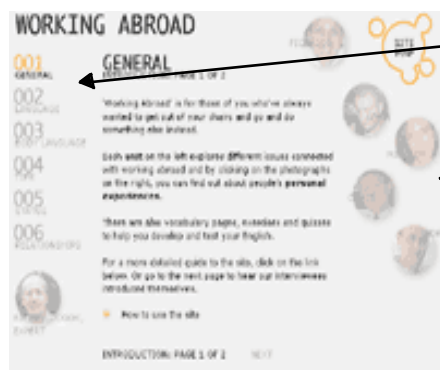 WORKING ABROAD
001
GENERAL
002
LANGUAGE
003
BODY LANGUAGE
004
005
006
RELATIONSHIPS
GENERAL
INTRODUCTION: PAGE 1 OF 2
'Working Abroad' is for those of you who've always
wanted to get out of your chairs and go and do
something else instead.
Each unit on the left explores different issues connected
with working abroad and by clicking on the photographs
on the right, you can find out about people's personal
experiences.
There are also vocabulary pages, exercises and quizzes
to help you develop and test your English.
For a more detailed guide to the site, click on the link
below. Or go to the next page to hear our interviewees
introduced themselves.
How to use the site
INTRODUCTION: PAGE 1 OF 2
NEXT
EXPERT
SITE
MAP